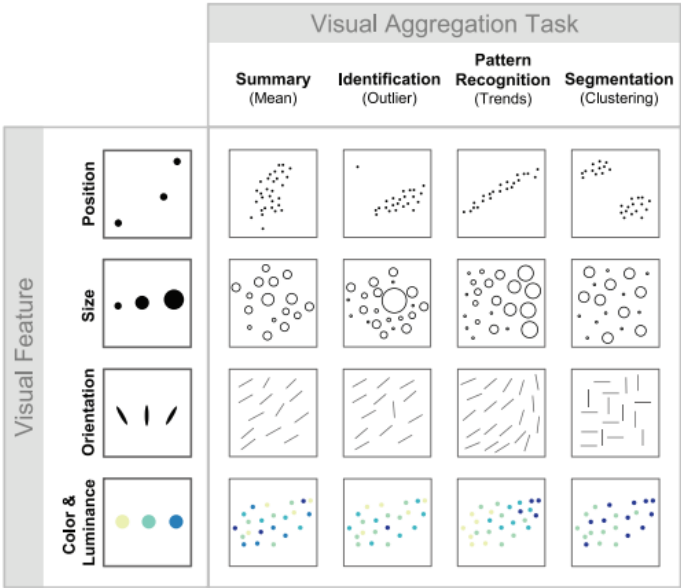 Visual Aggregation Task
Summary
(Mean)
Identification
(Outlier)
Pattern
Recognition
(Trends)
Segmentation
(Clustering)
Visual Feature
Position
Size
Orientation
Color &
Luminance